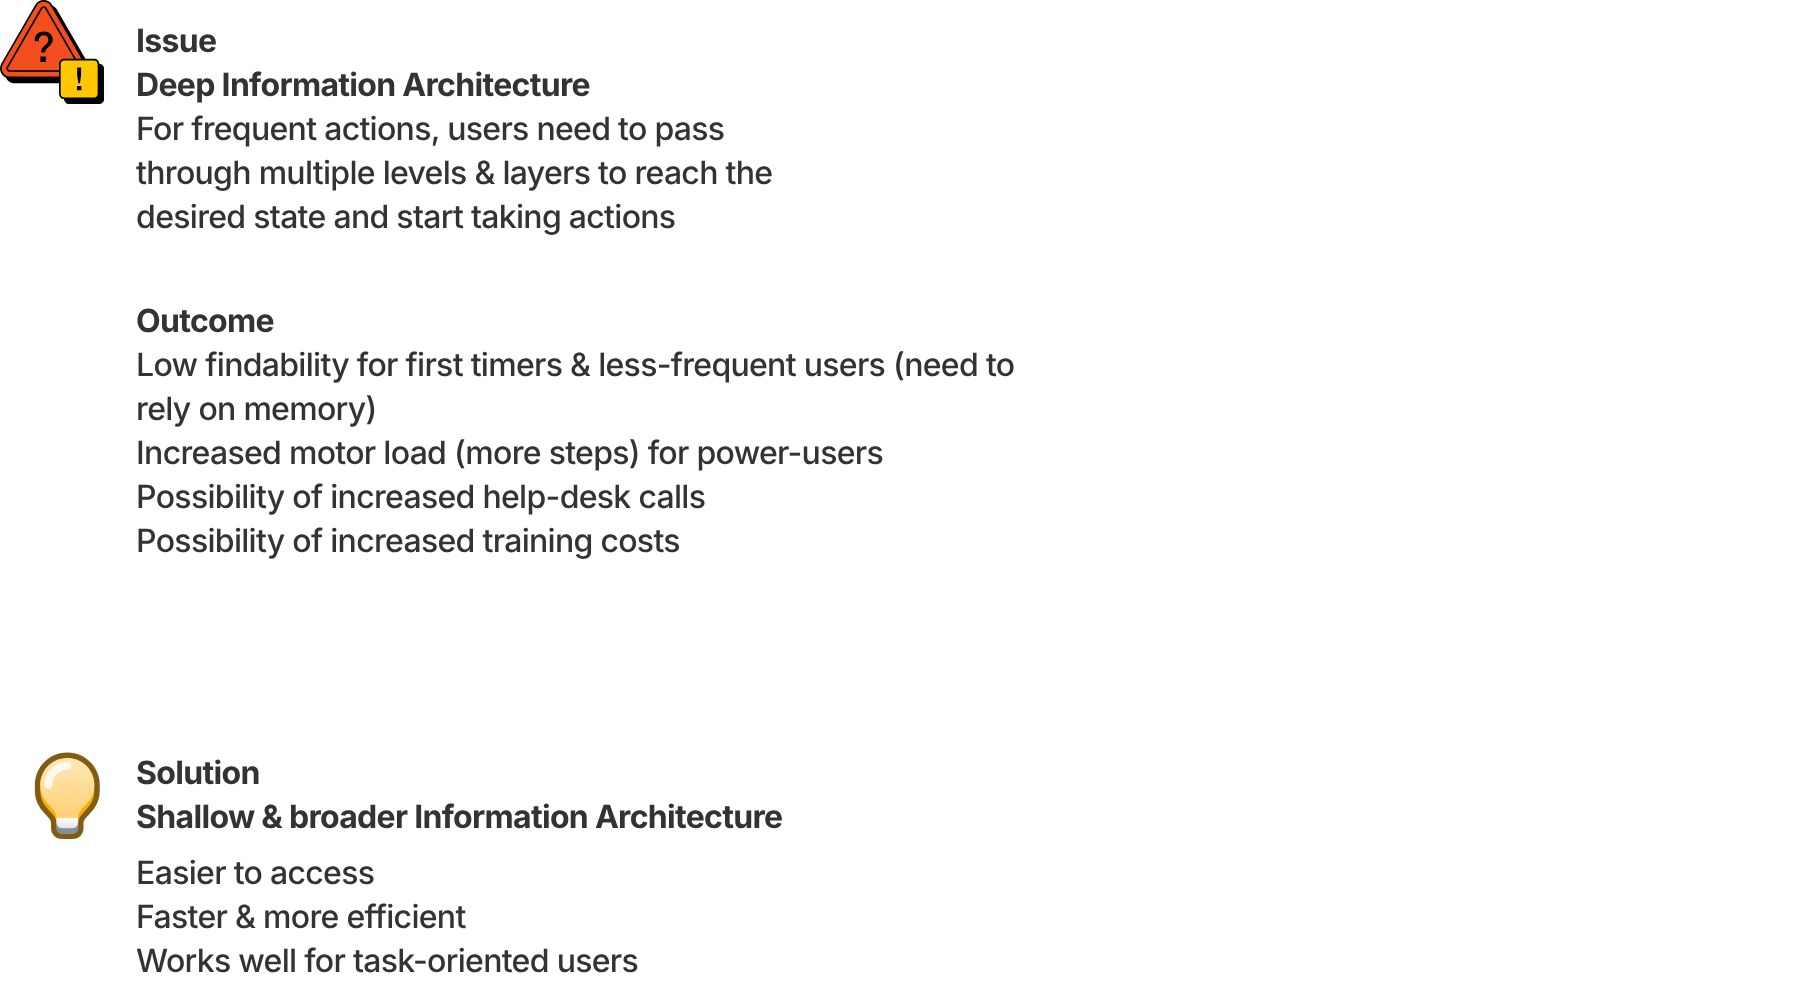 ?
!
Issue
Deep Information Architecture
For frequent actions, users need to pass
through multiple levels & layers to reach the
desired state and start taking actions
Outcome
Low findability for first timers & less-frequent users (need to
rely on memory)
Increased motor load (more steps) for power-users
Possibility of increased help-desk calls
Possibility of increased training costs
Solution
Shallow & broader Information Architecture
Easier to access
Faster & more efficient
Works well for task-oriented users